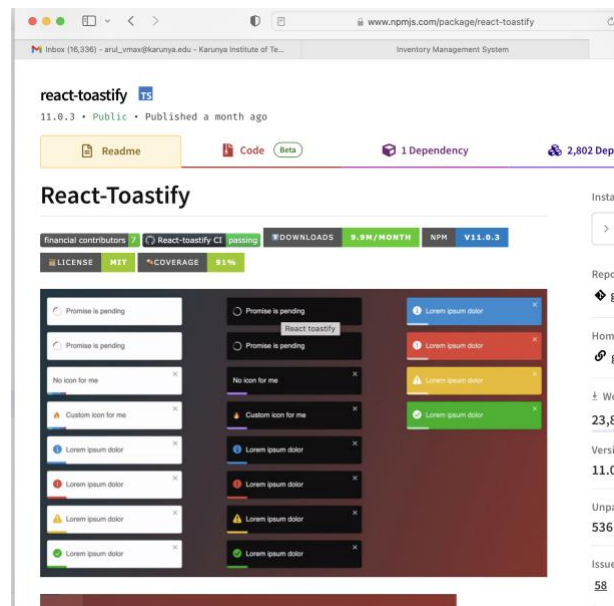 www.npmjs.com/package/react-toastify
Inbox (16,336) - arul_vmax@karunya.edu - Karunya Institute of Te...
Inventory Management System
react-toastify TS
11.0.3 • Public • Published a month ago
Readme
Code Beta
1 Dependency
2,802 Dep
React-Toastify
Insta
financial contributors 7 React-toastify CI passing DOWNLOADS 9.9M/MONTH NPM V11.0.3
LICENSE MIT COVERAGE 91%
Repo
Hom
We
23,8
Versi
11.0
Unpa
536
Issue
58
Promise is pending
Promise is pending
No icon for me
Custom icon for me
Lorem ipsum dolor
Lorem ipsum dolor
Lorem ipsum dolor
Lorem ipsum dolor
Promise is pending
React toastify
Promise is pending
No icon for me
Custom icon for me
Lorem ipsum dolor
Lorem ipsum dolor
Lorem ipsum dolor
Lorem ipsum dolor
Lorem ipsum dolor
Lorem ipsum dolor
Lorem ipsum dolor
Lorem ipsum dolor